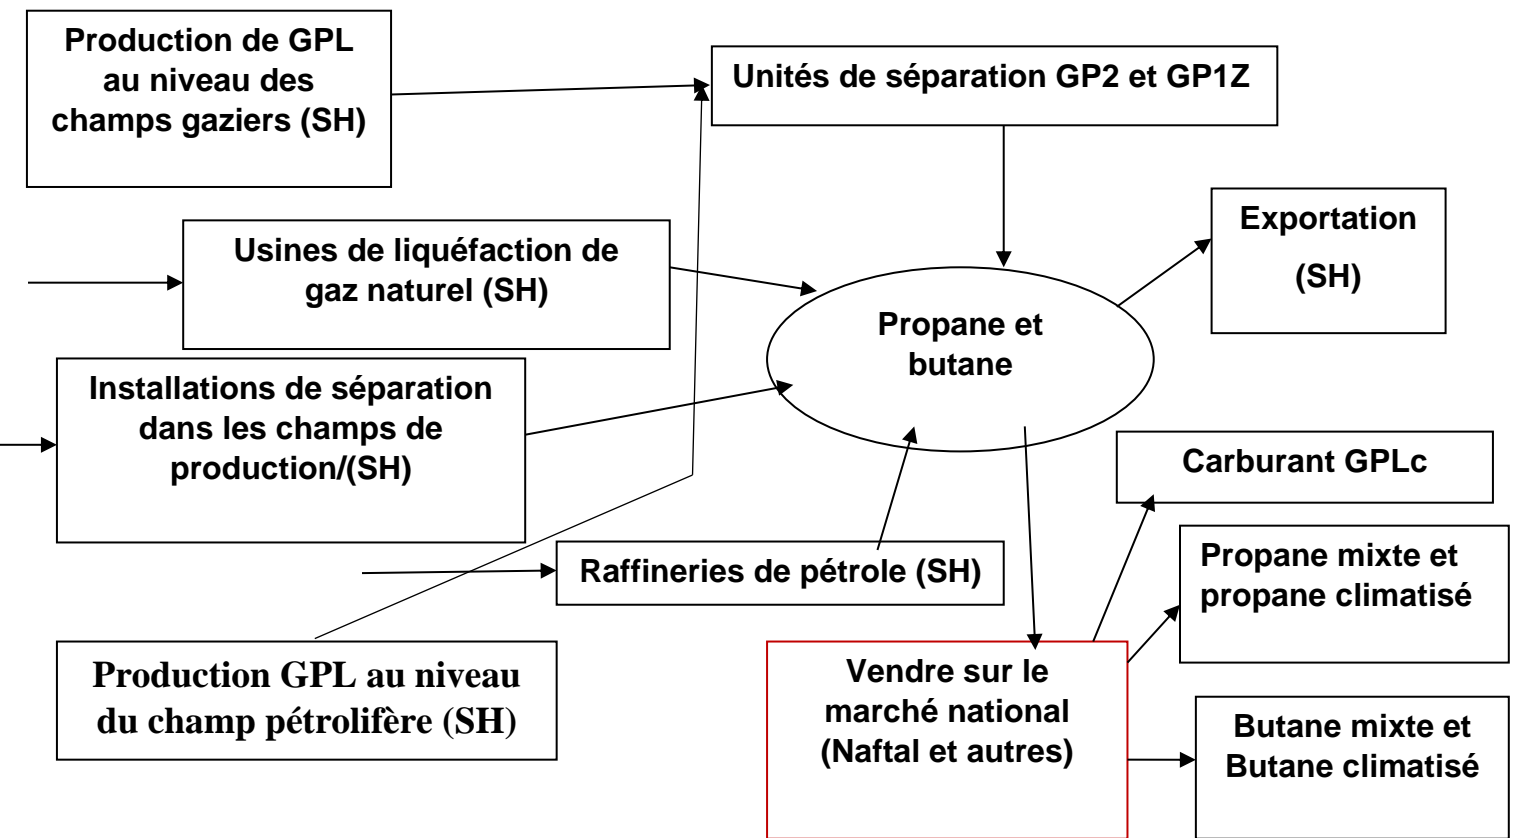 Production de GPL
au niveau des
champs gaziers (SH)
Unités de séparation GP2 et GP1Z
Usines de liquéfaction de
gaz naturel (SH)
Exportation
(SH)
Propane et
butane
Installations de séparation
dans les champs de
production/(SH)
Carburant GPLc
Raffineries de pétrole (SH)
Propane mixte et
propane climatisé
Production GPL au niveau
du champ pétrolifère (SH)
Vendre sur le
marché national
(Naftal et autres)
Butane mixte et
Butane climatisé